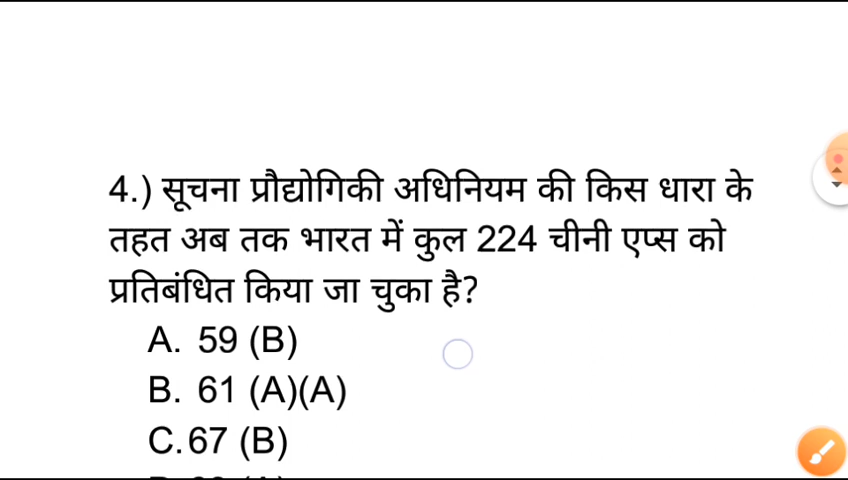 4.) सूचना प्रौद्योगिकी अधिनियम की किस धारा के
तहत अब तक भारत में कुल 224 चीनी एप्स को
प्रतिबंधित किया जा चुका है?
A. 59 (B)
B. 61 (A)(A)
C.67 (B)